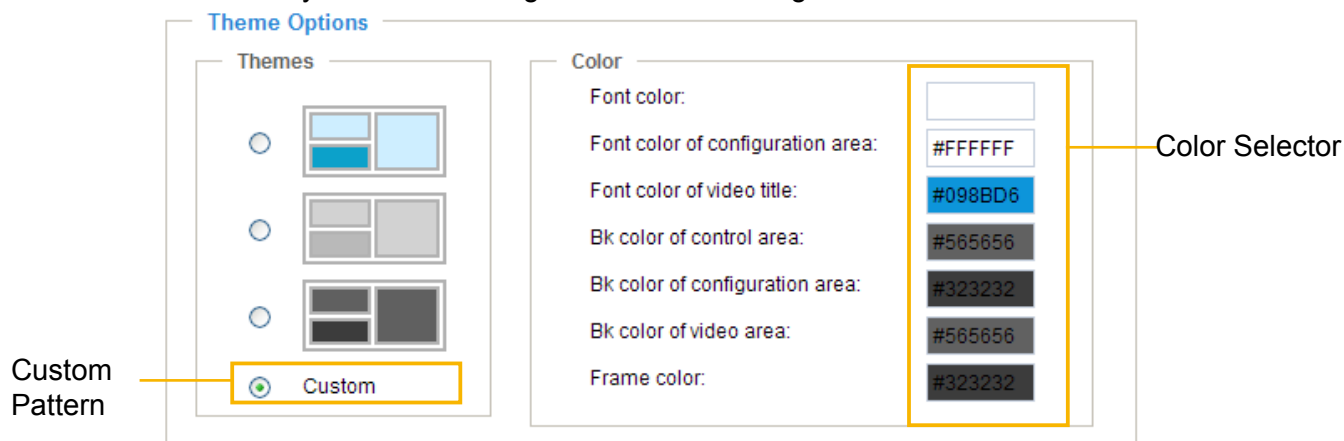 Theme Options
Themes
Color
Font color:
Font color of configuration area: #FFFFFF
Color Selector
Font color of video title: #098BD6
Bk color of control area: #565656
Bk color of configuration area: #323232
Bk color of video area: #565656
Custom
Pattern
Custom
Frame color: #323232